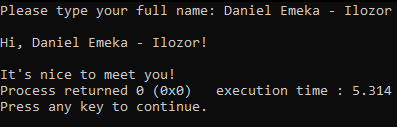 Please type your full name: Daniel Emeka - Ilozor
Hi, Daniel Emeka - Ilozor!
It's nice to meet you!
Process returned 0 (0x0)   execution time : 5.314
Press any key to continue.